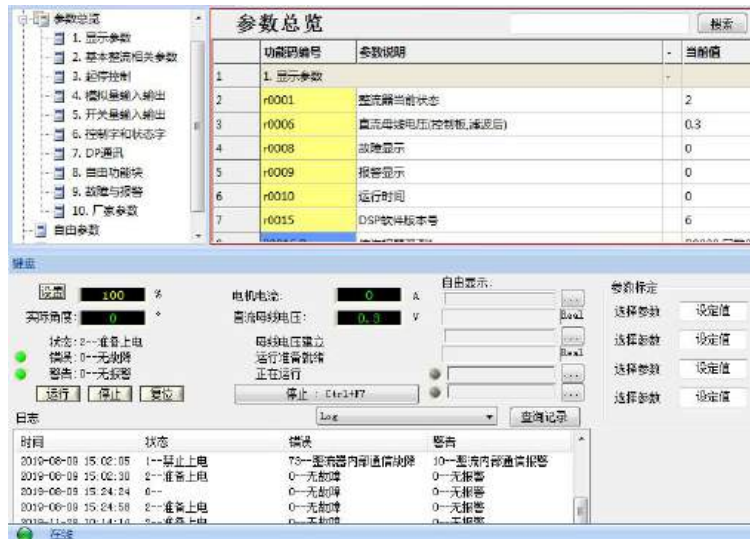 参数总览
1. 显示参数
2. 基本整流相关参数
3. 起停控制
4. 模拟量输入输出
5. 开关量输入输出
6. 控制字和状态字
7. DP通讯
8. 自由功能块
9. 故障与报警
10. 厂家参数
自由参数
参数总览
搜索
功能码编号 参数说明 - 当前值
1 1. 显示参数 -
2 r0001 整流器当前状态 2
3 r0006 直流母线电压(控制板,滤波后) 0.3
4 r0008 故障显示 0
5 r0009 报警显示 0
6 r0010 运行时间 0
7 r0015 DSP软件版本号 6
键盘
设置 100 % 电机电流: 0 A 自由显示: ... 参数标定
实际角度: 0 ° 直流母线电压: 0.3 V Real 选择参数 设定值
状态:2--准备上电 母线电压建立 ... 选择参数 设定值
错误:0--无故障 运行准备就绪 Real
警告:0--无报警 正在运行 ... 选择参数 设定值
运行 停止 复位 停止 : Ctrl+F7 ... 选择参数 设定值
日志 Log 查询记录
时间 状态 错误 警告
2019-08-09 15:02:05 1--禁止上电 73--整流器内部通信故障 10--整流内部通信报警
2019-08-09 15:02:30 2--准备上电 0--无故障 0--无报警
2019-08-09 15:24:24 0-- 0--无故障 0--无报警
2019-08-09 15:24:58 2--准备上电 0--无故障 0--无报警
在线